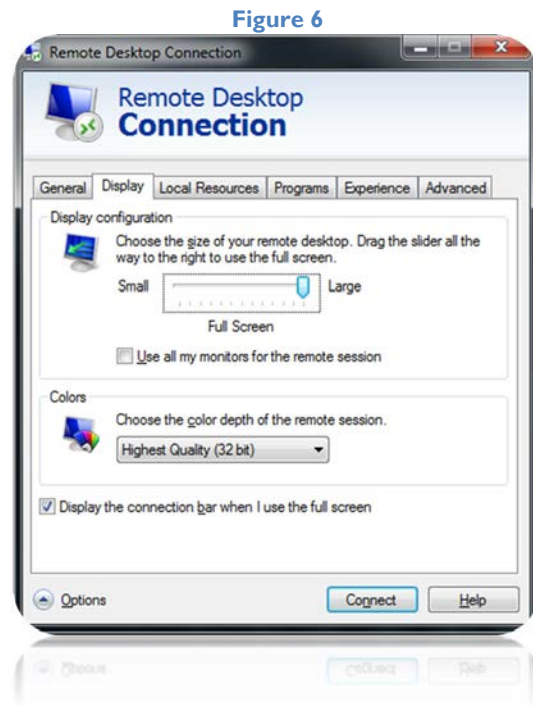 Figure 6
Remote Desktop Connection
Remote Desktop
Connection
General Display Local Resources Programs Experience Advanced
Display configuration
Choose the size of your remote desktop. Drag the slider all the
way to the right to use the full screen.
Small Large
Full Screen
Use all my monitors for the remote session
Colors
Choose the color depth of the remote session.
Highest Quality (32 bit)
Display the connection bar when I use the full screen
Options Connect Help